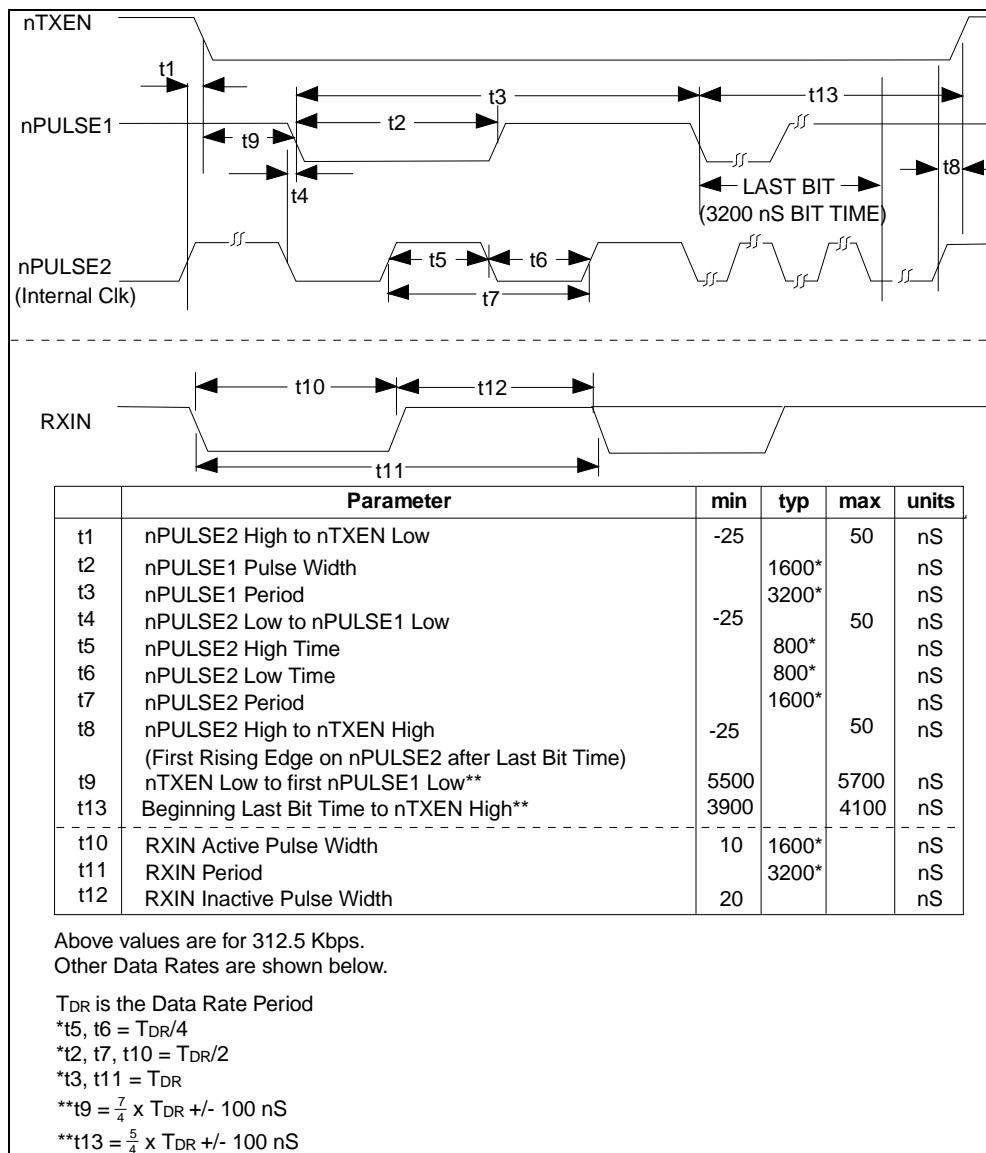 nTXEN
t1
t3
t13
nPULSE1
t9
t2
t4
LAST BIT
(3200 nS BIT TIME)
t8
nPULSE2
(Internal Clk)
t5
t6
t7
RXIN
t10
t12
t11
Parameter min typ max units
t1 nPULSE2 High to nTXEN Low -25 50 nS
t2 nPULSE1 Pulse Width 1600* nS
t3 nPULSE1 Period 3200* nS
t4 nPULSE2 Low to nPULSE1 Low -25 50 nS
t5 nPULSE2 High Time 800* nS
t6 nPULSE2 Low Time 800* nS
t7 nPULSE2 Period 1600* nS
t8 nPULSE2 High to nTXEN High -25 50 nS
(First Rising Edge on nPULSE2 after Last Bit Time)
t9 nTXEN Low to first nPULSE1 Low** 5500 5700 nS
t13 Beginning Last Bit Time to nTXEN High** 3900 4100 nS
t10 RXIN Active Pulse Width 10 1600* nS
t11 RXIN Period 3200* nS
t12 RXIN Inactive Pulse Width 20 nS
Above values are for 312.5 Kbps.
Other Data Rates are shown below.
TDR is the Data Rate Period
*t5, t6 = TDR/4
*t2, t7, t10 = TDR/2
*t3, t11 = TDR
**t9 = 7/4 x TDR +/- 100 nS
**t13 = 5/4 x TDR +/- 100 nS